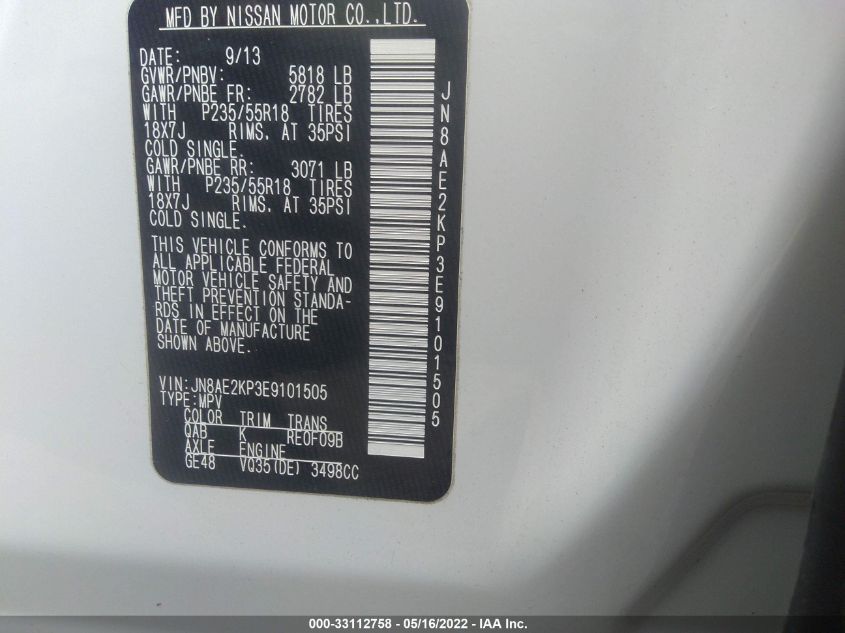 MFD BY NISSAN MOTOR CO.,LTD.
DATE: 9/13
GVWR/PNBV: 5818 LB
GAWR/PNBE FR: 2782 LB
WITH P235/55R18 TIRES
18X7J RIMS, AT 35PSI
COLD SINGLE.
GAWR/PNBE RR: 3071 LB
WITH P235/55R18 TIRES
18X7J RIMS, AT 35PSI
COLD SINGLE.
THIS VEHICLE CONFORMS TO
ALL APPLICABLE FEDERAL
MOTOR VEHICLE SAFETY AND
THEFT PREVENTION STANDA-
RDS IN EFFECT ON THE
DATE OF MANUFACTURE
SHOWN ABOVE.
VIN:JN8AE2KP3E9101505
TYPE:MPV
COLOR TRIM TRANS
QAB K RE0F09B
AXLE ENGINE
GE48 VQ35(DE) 3498CC
JN8AE2KP3E9101505
000-33112758 - 05/16/2022 - IAA Inc.